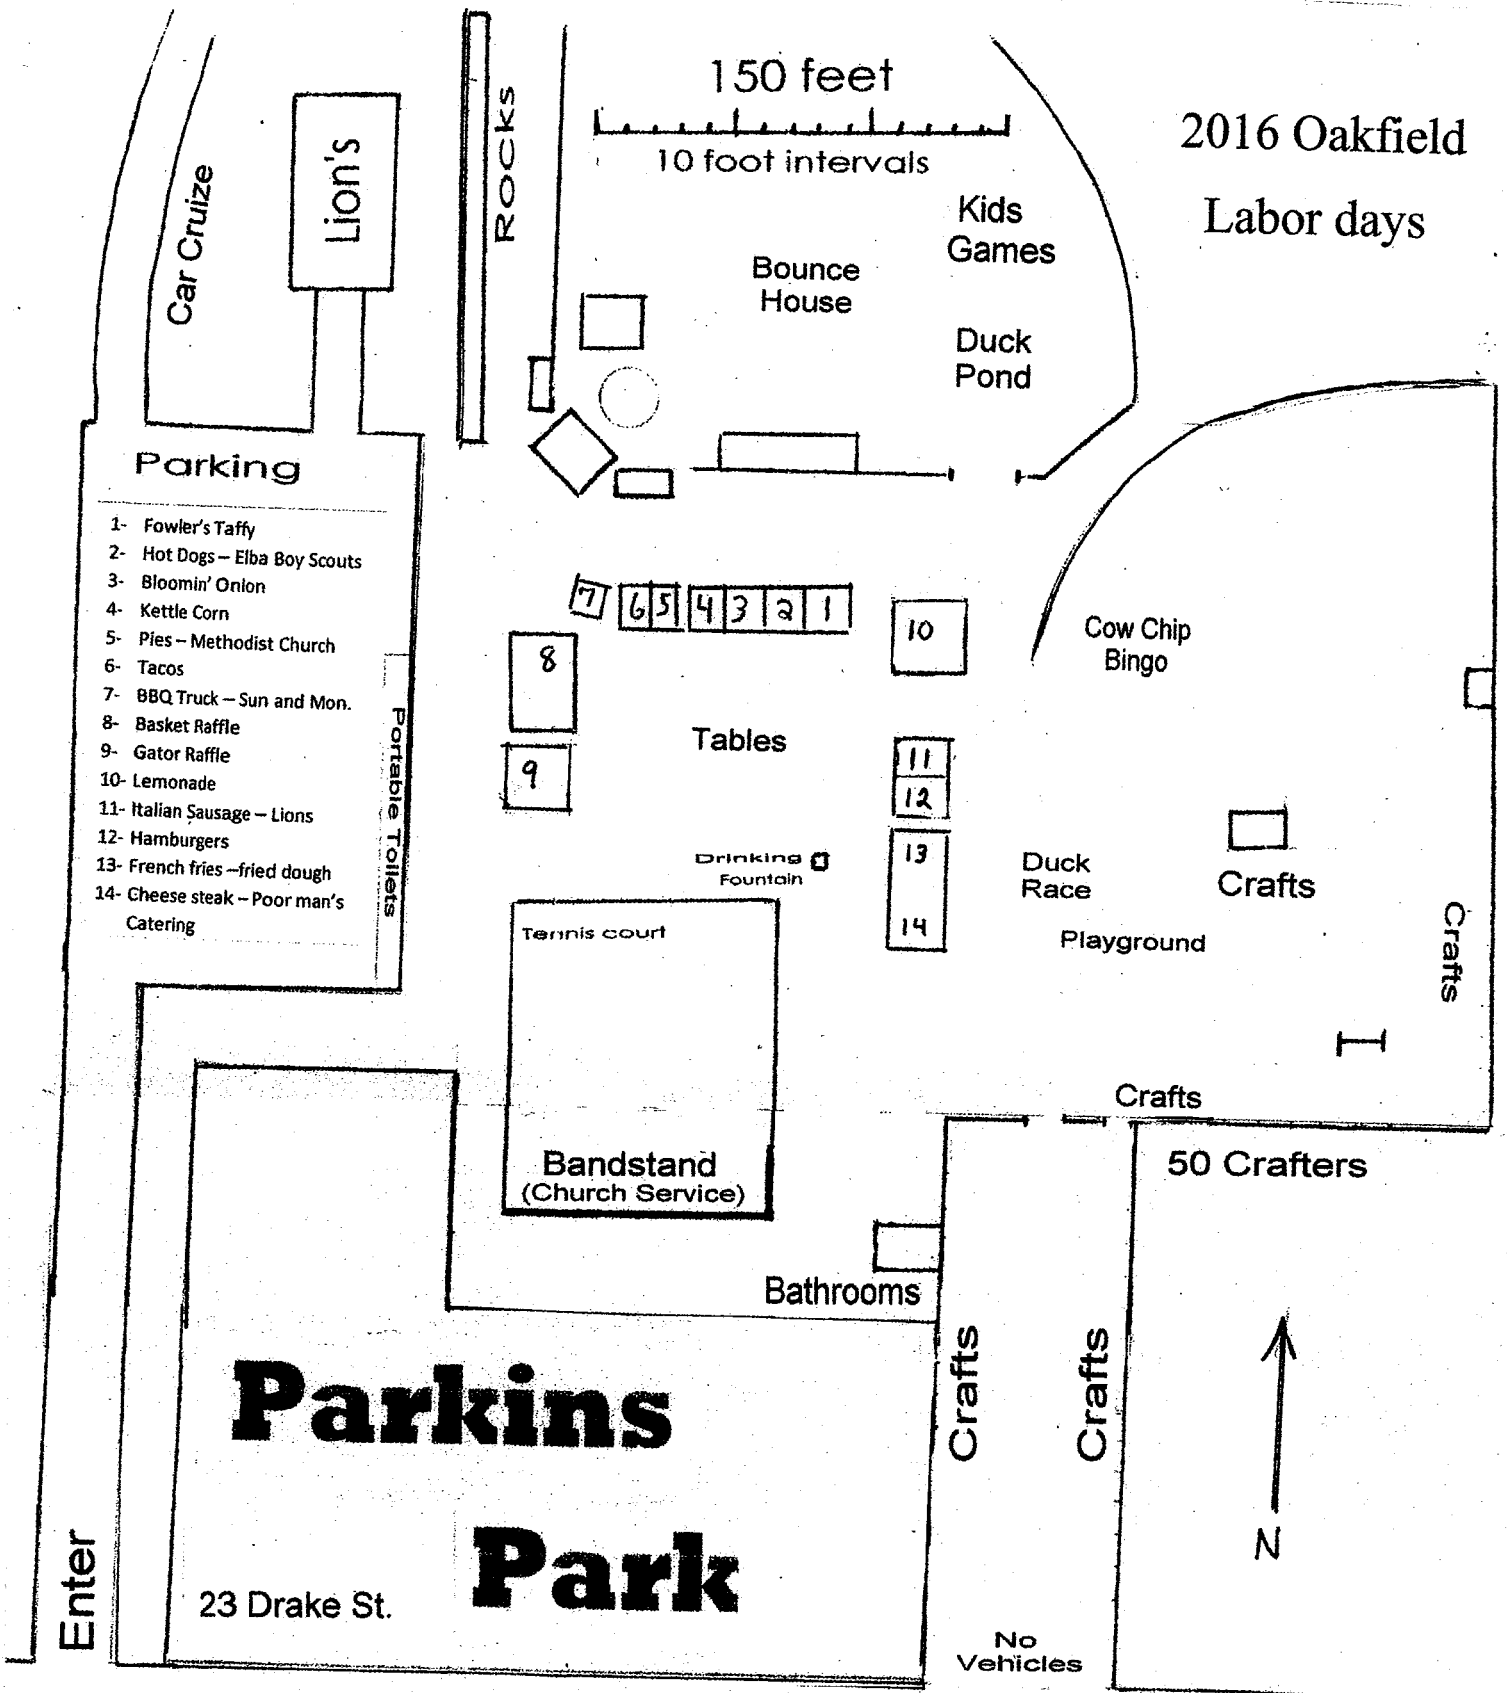 150 feet
10 foot intervals
2016 Oakfield
Labor days
Lion's
Car Cruize
Rocks
Kids
Games
Bounce
House
Duck
Pond
Parking
1- Fowler's Taffy
2- Hot Dogs – Elba Boy Scouts
3- Bloomin' Onion
4- Kettle Corn
5- Pies – Methodist Church
6- Tacos
7- BBQ Truck – Sun and Mon.
8- Basket Raffle
9- Gator Raffle
10- Lemonade
11- Italian Sausage – Lions
12- Hamburgers
13- French fries –fried dough
14- Cheese steak – Poor man's
Catering
Portable Toilets
7 6 5 4 3 2 1
8
9
10
11
12
13
14
Cow Chip
Bingo
Tables
Drinking
Fountain
Duck
Race
Crafts
Playground
Crafts
Tennis court
Bandstand
(Church Service)
Crafts
50 Crafters
Bathrooms
Crafts
Crafts
Parkins
Park
23 Drake St.
Enter
No
Vehicles
N